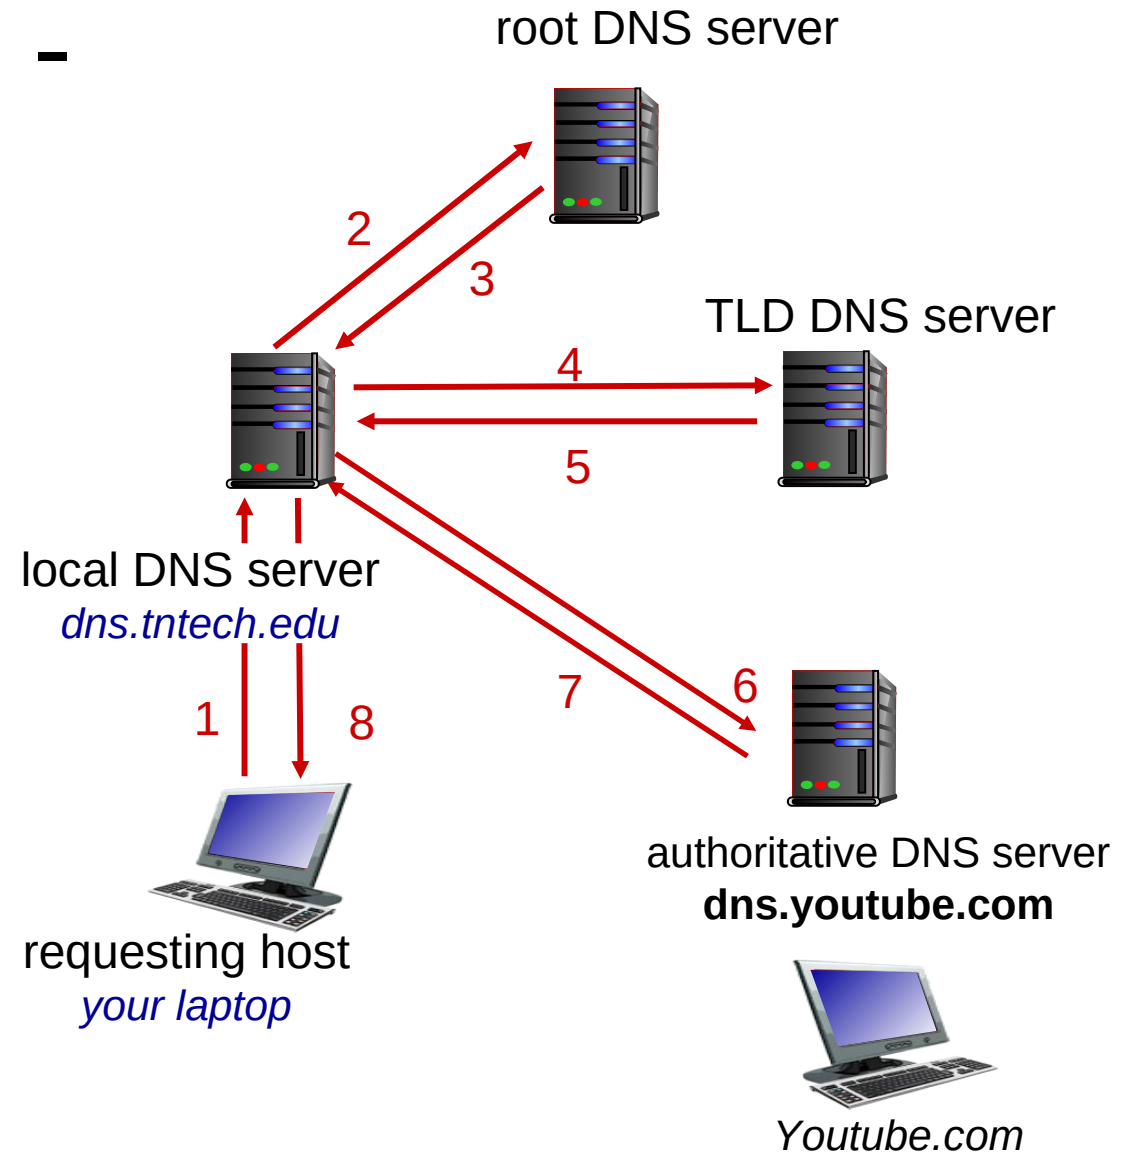 root DNS server
2
3
TLD DNS server
4
5
local DNS server
dns.tntech.edu
6
7
1
8
authoritative DNS server
dns.youtube.com
requesting host
your laptop
Youtube.com